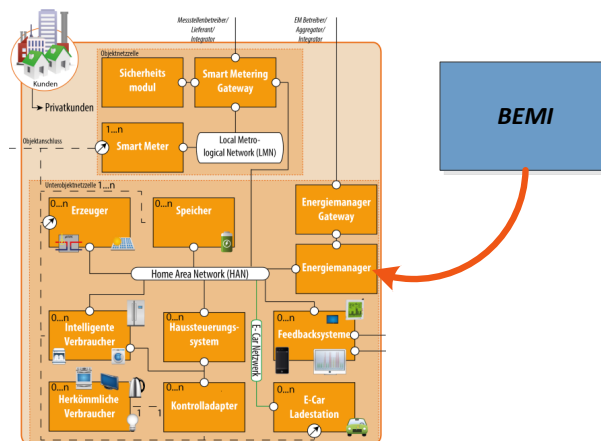 Messstellenbetreiber/
Lieferant/
Integrator
EM Betreiber/
Aggregator/
Integrator
Kunden
Privatkunden
Objektnetzzelle
Sicherheits
modul
Smart Metering
Gateway
Objektanschluss
1...n
Smart Meter
Local Metro-
logical Network (LMN)
Unterobjektnetzzelle 1...n
0...n
Erzeuger
0...n
Speicher
Energiemanager
Gateway
Energiemanager
Home Area Network (HAN)
0...n
Intelligente
Verbraucher
0...n
Haussteuerungs-
system
E-Car Netzwerk
0...n
Feedbacksysteme
0...n
Herkömmliche
Verbraucher
1
1
0...n
Kontrolladapter
0...n
E-Car
Ladestation
BEMI